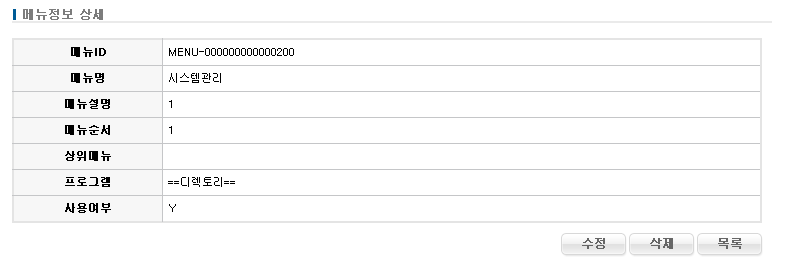 메뉴정보 상세
메뉴ID MENU-000000000000200
메뉴명 시스템관리
메뉴설명 1
메뉴순서 1
상위메뉴
프로그램 ==디렉토리==
사용여부 Y
수정 삭제 목록